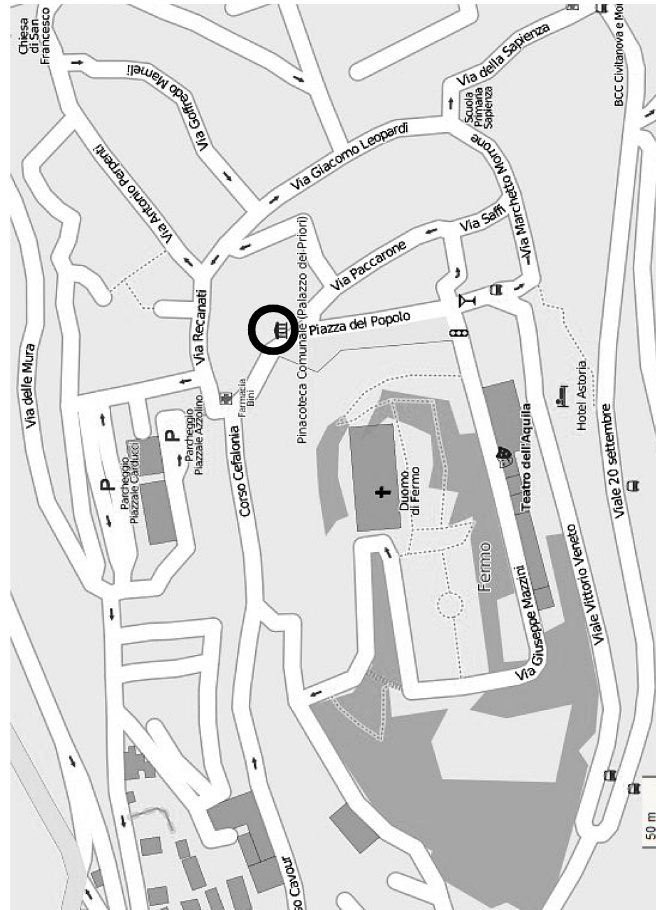 Chiesa
di San
Francesco
Via Goffredo Mameli
Via Antonio Perpenti
Via Giacomo Leopardi
Via della Sapienza
Scuola
Primaria
Sapienza
BCC Civitanova e Mo
Via Marchetto Morrone
Via Saffi
Via Paccarone
Via Recanati
Via delle Mura
Pinacoteca Comunale (Palazzo dei Priori)
Piazza del Popolo
Farmacia
Bini
P
Parcheggio
Piazzale Azzolino
P
Parcheggio
Piazzale Carducci
Corso Cefalonia
Duomo
di Fermo
Fermo
Teatro dell'Aquila
Hotel Astoria
Viale 20 settembre
Viale Vittorio Veneto
Via Giuseppe Mazzini
so Cavour
50 m